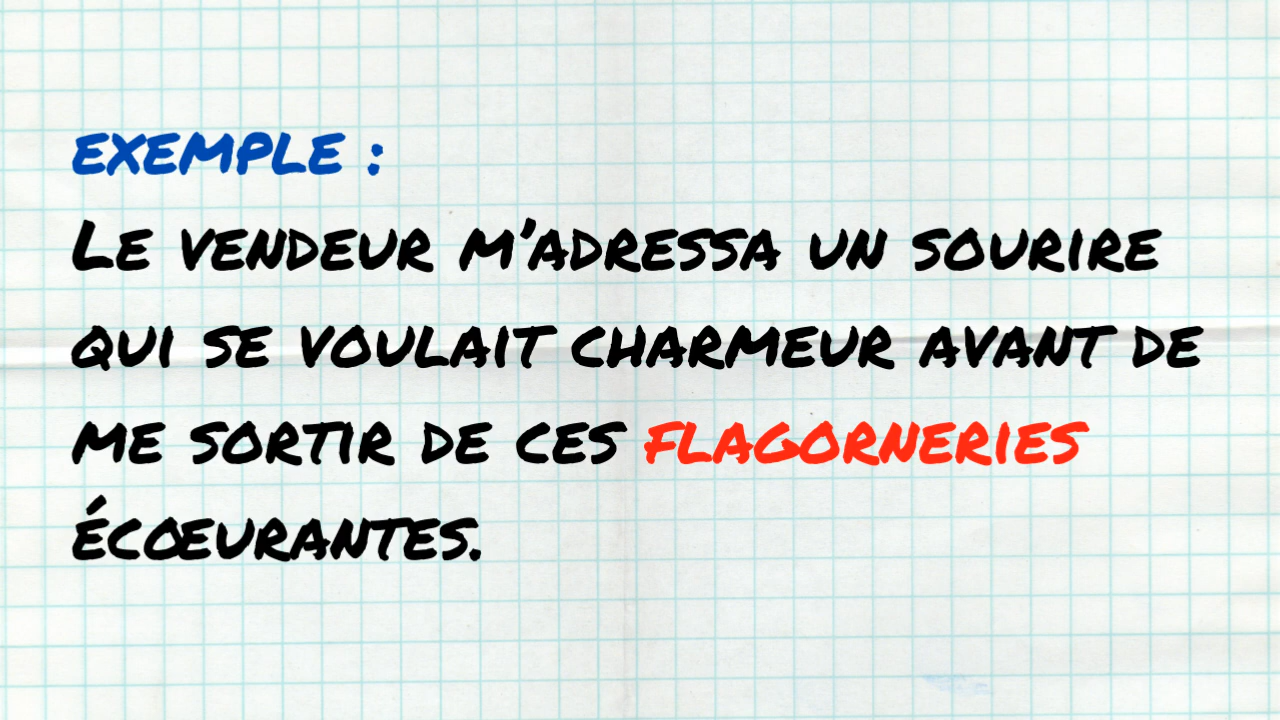 EXEMPLE :
LE VENDEUR M'ADRESSA UN SOURIRE
QUI SE VOULAIT CHARMEUR AVANT DE
ME SORTIR DE CES FLAGORNERIES
ÉCŒURANTES.